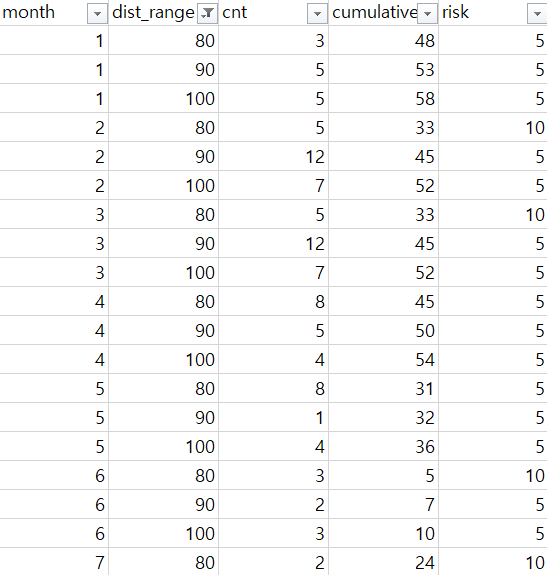 month dist_range cnt cumulative risk
1 80 3 48 5
1 90 5 53 5
1 100 5 58 5
2 80 5 33 10
2 90 12 45 5
2 100 7 52 5
3 80 5 33 10
3 90 12 45 5
3 100 7 52 5
4 80 8 45 5
4 90 5 50 5
4 100 4 54 5
5 80 8 31 5
5 90 1 32 5
5 100 4 36 5
6 80 3 5 10
6 90 2 7 5
6 100 3 10 5
7 80 2 24 10